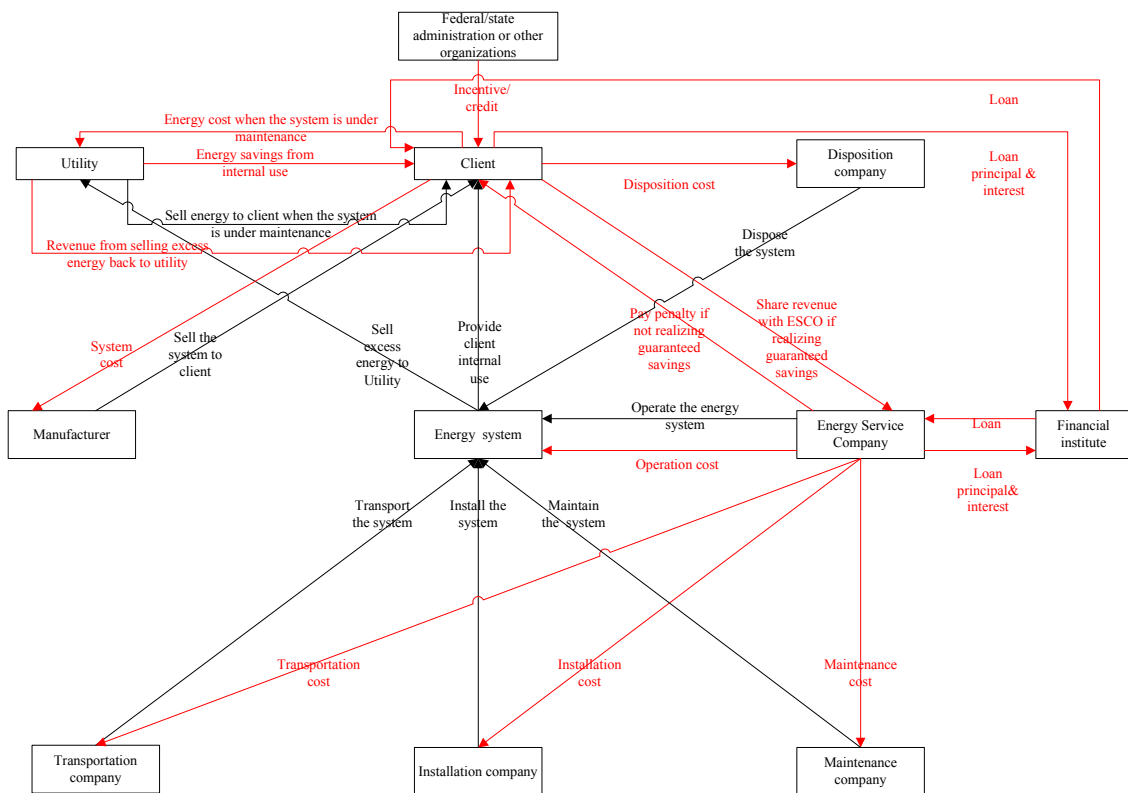 Federal/state
administration or other
organizations
Incentive/
credit
Loan
Energy cost when the system is under
maintenance
Utility
Energy savings from
internal use
Client
Disposition
company
Loan
principal &
interest
Disposition cost
Sell energy to client when the system
is under maintenance
Revenue from selling excess
energy back to utility
Dispose
the system
System
cost
Sell the
system to
client
Sell
excess
energy to
Utility
Provide
client
internal
use
Pay penalty if
not realizing
guaranteed
savings
Share revenue
with ESCO if
realizing
guaranteed
savings
Manufacturer
Energy system
Operate the energy
system
Operation cost
Energy Service
Company
Loan
Financial
institute
Loan
principal&
interest
Transport
the system
Install the
system
Maintain
the system
Transportation
cost
Installation
cost
Maintenance
cost
Transportation
company
Installation company
Maintenance
company